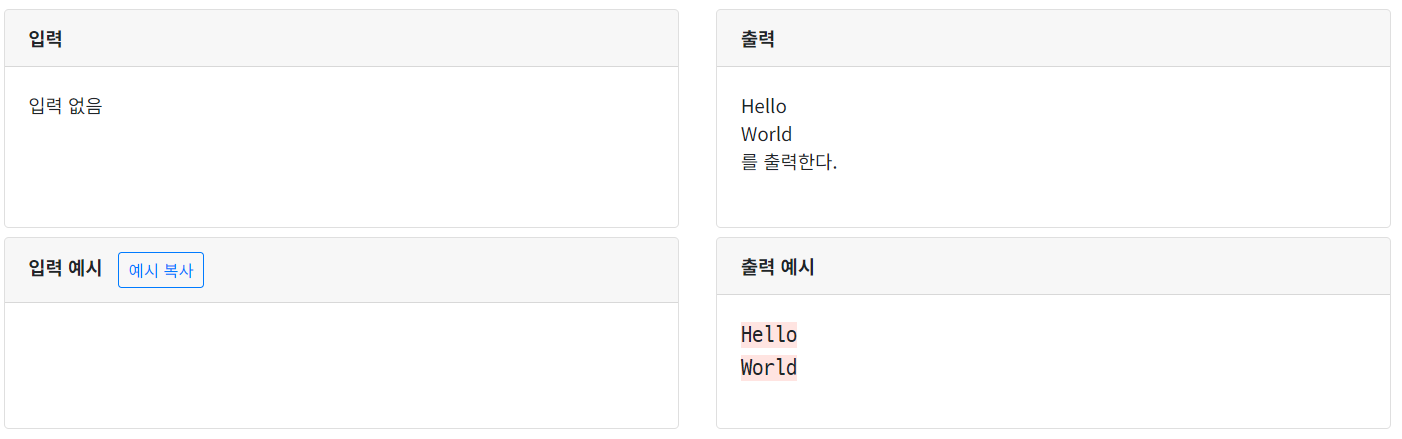 입력
입력 없음
출력
Hello
World
를 출력한다.
입력 예시 예시 복사
출력 예시
Hello
World